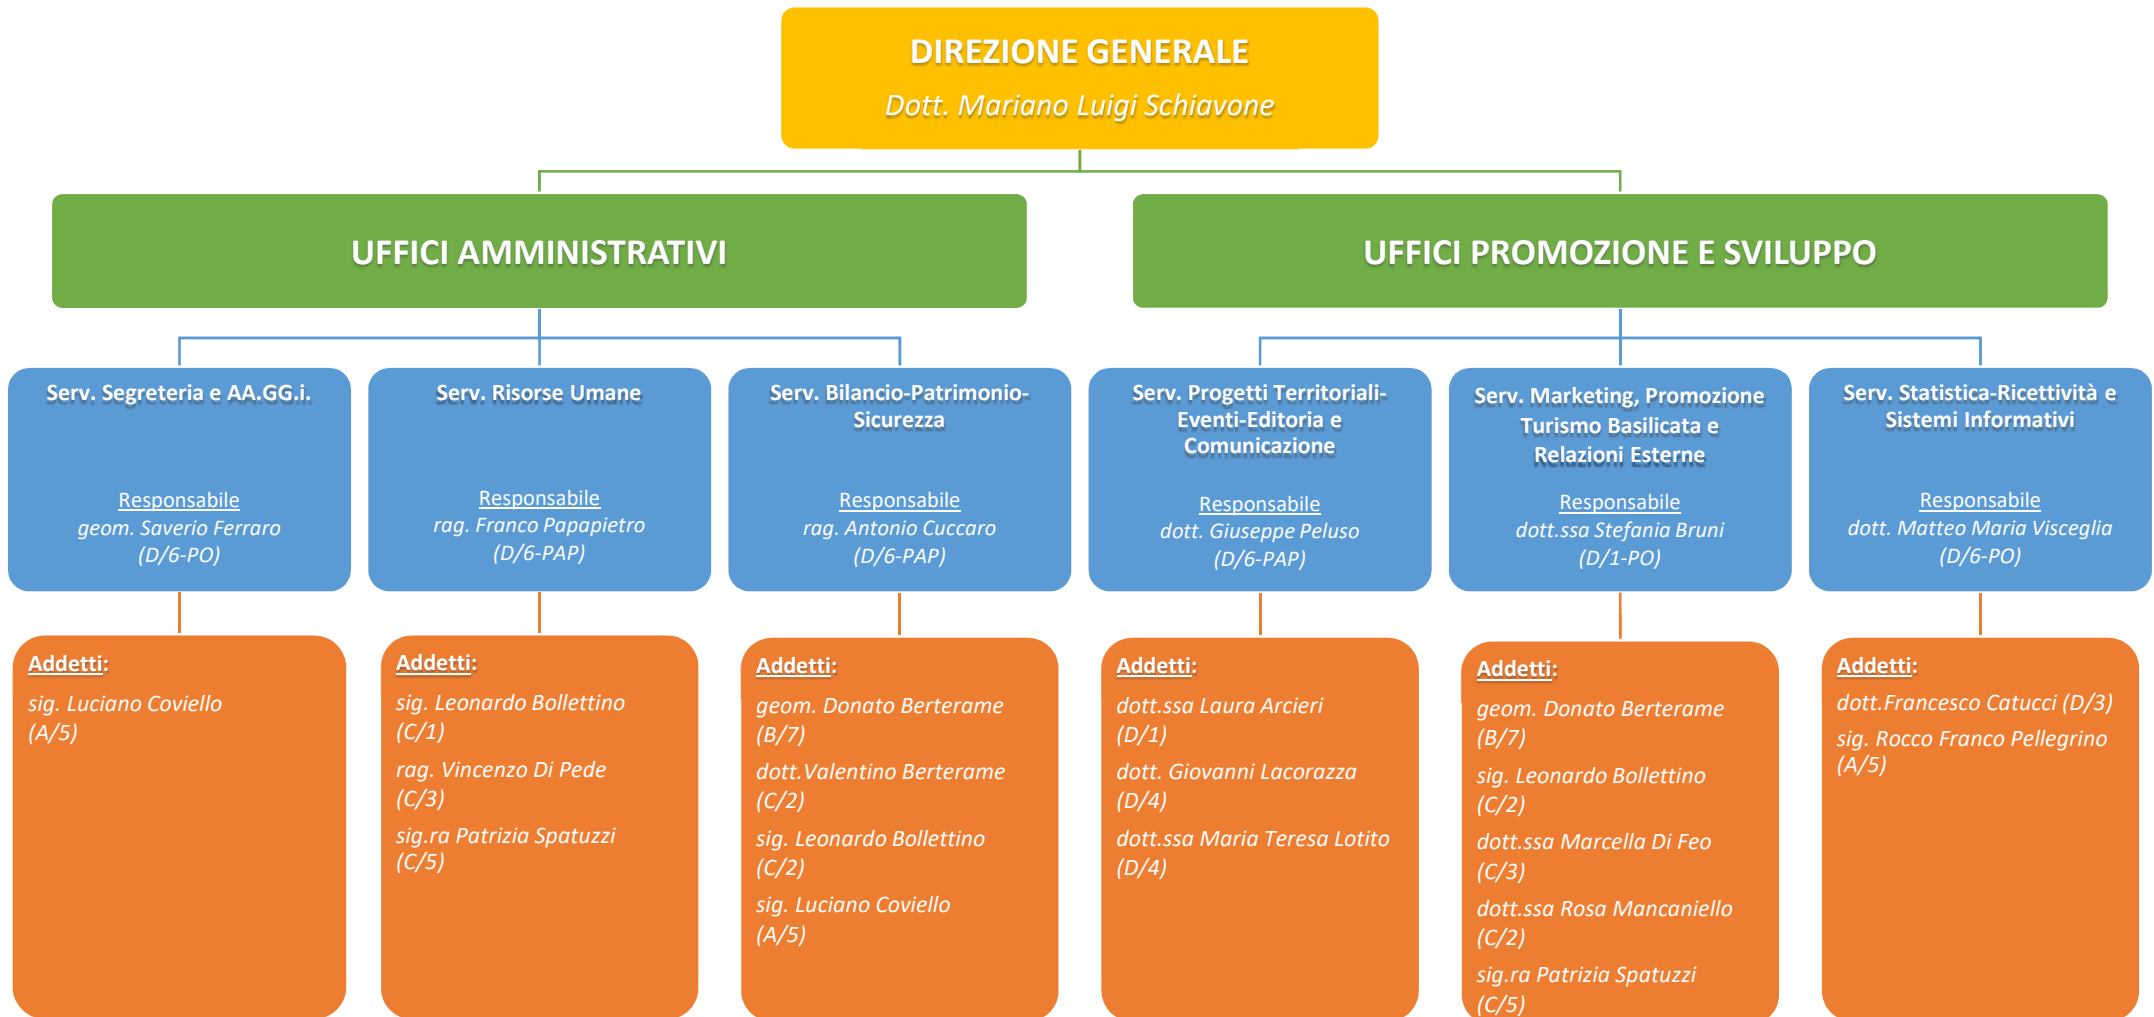 DIREZIONE GENERALE
Dott. Mariano Luigi Schiavone
UFFICI AMMINISTRATIVI
UFFICI PROMOZIONE E SVILUPPO
Serv. Segreteria e AA.GG.i.
Responsabile
geom. Saverio Ferraro
(D/6-PO)
Serv. Risorse Umane
Responsabile
rag. Franco Papapietro
(D/6-PAP)
Serv. Bilancio-Patrimonio-
Sicurezza
Responsabile
rag. Antonio Cuccaro
(D/6-PAP)
Serv. Progetti Territoriali-
Eventi-Editoria e
Comunicazione
Responsabile
dott. Giuseppe Peluso
(D/6-PAP)
Serv. Marketing, Promozione
Turismo Basilicata e
Relazioni Esterne
Responsabile
dott.ssa Stefania Bruni
(D/1-PO)
Serv. Statistica-Ricettività e
Sistemi Informativi
Responsabile
dott. Matteo Maria Visceglia
(D/6-PO)
Addetti:
sig. Luciano Coviello
(A/5)
Addetti:
sig. Leonardo Bollettino
(C/1)
rag. Vincenzo Di Pede
(C/3)
sig.ra Patrizia Spatuzzi
(C/5)
Addetti:
geom. Donato Berterame
(B/7)
dott.Valentino Berterame
(C/2)
sig. Leonardo Bollettino
(C/2)
sig. Luciano Coviello
(A/5)
Addetti:
dott.ssa Laura Arcieri
(D/1)
dott. Giovanni Lacorazza
(D/4)
dott.ssa Maria Teresa Lotito
(D/4)
Addetti:
geom. Donato Berterame
(B/7)
sig. Leonardo Bollettino
(C/2)
dott.ssa Marcella Di Feo
(C/3)
dott.ssa Rosa Mancaniello
(C/2)
sig.ra Patrizia Spatuzzi
(C/5)
Addetti:
dott.Francesco Catucci (D/3)
sig. Rocco Franco Pellegrino
(A/5)